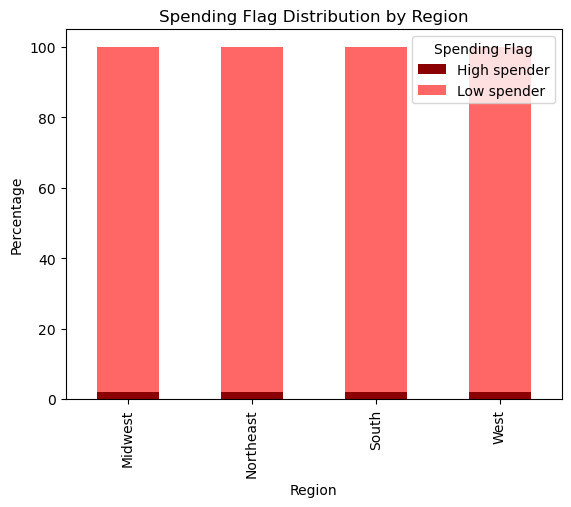 Spending Flag Distribution by Region
Spending Flag
High spender
Low spender
Percentage
100
80
60
40
20
0
Midwest
Northeast
South
West
Region